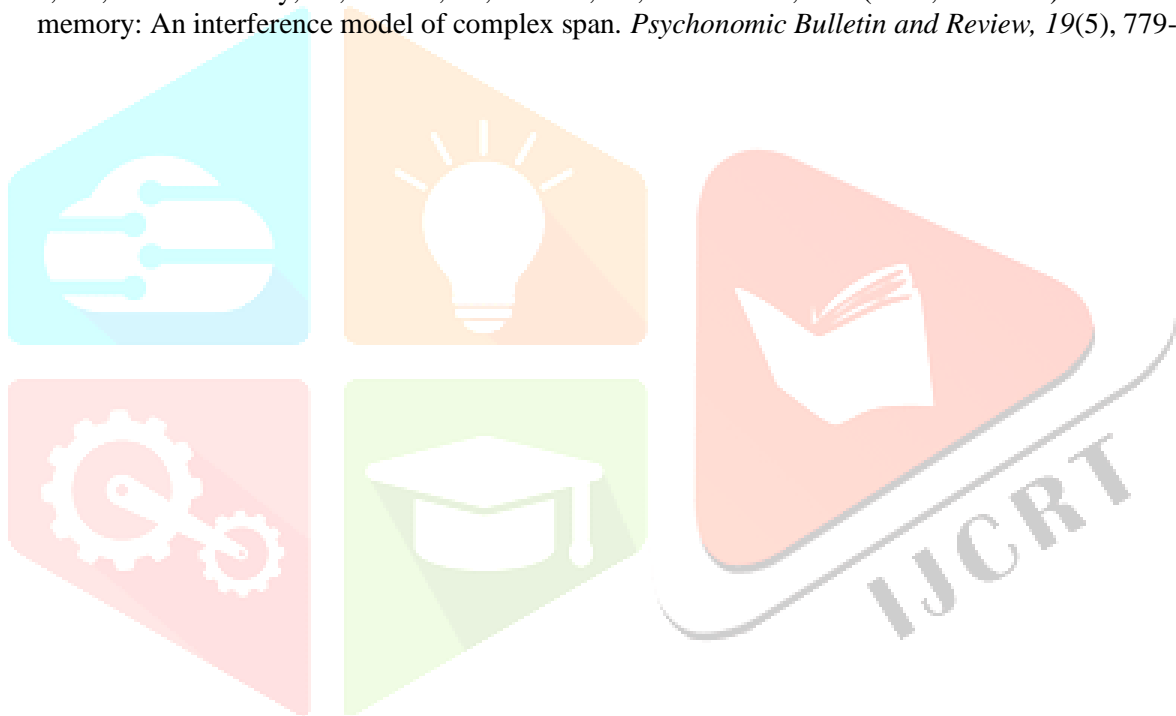 memory: An interference model of complex span. Psychonomic Bulletin and Review, 19(5), 779-
IJCRT